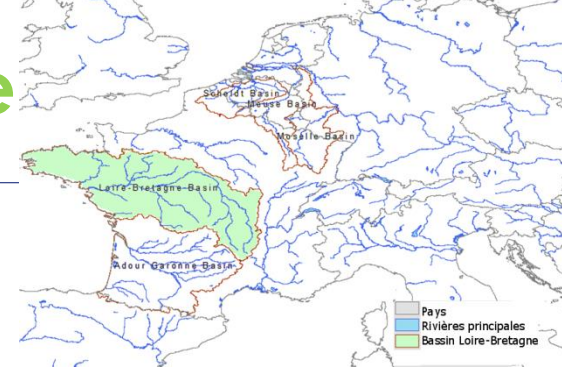 e
Scheldt Basin
Meuse Basin
Moselle Basin
Loire-Bretagne Basin
Adour Garonne Basin
Pays
Rivières principales
Bassin Loire-Bretagne